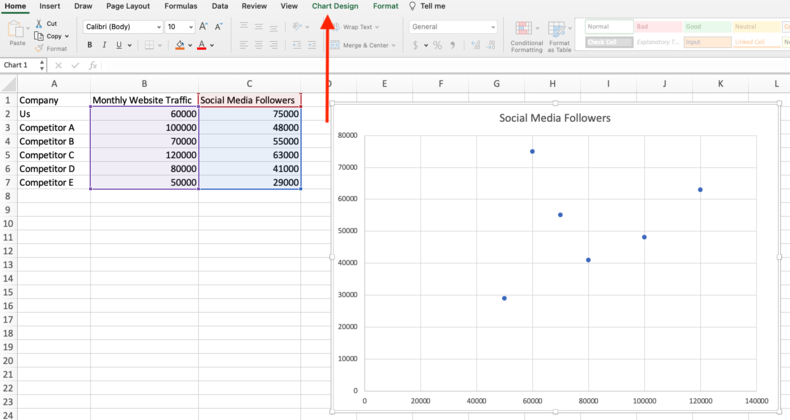 Home Insert Draw Page Layout Formulas Data Review View Chart Design Format Tell me
Paste
Cut
Copy
Format
Calibri (Body) 10 A^ A˅
B I U A
Wrap Text
Merge & Center
General
$ % 9
Conditional Formatting
Format as Table
Normal Bad Good Neutral
Check Cell Explanatory T... Input Linked Cell
Chart 1 fx
A B C D E F G H I J K L
1 Company Monthly Website Traffic Social Media Followers
2 Us 60000 75000
3 Competitor A 100000 48000
4 Competitor B 70000 55000
5 Competitor C 120000 63000
6 Competitor D 80000 41000
7 Competitor E 50000 29000
8
9
10
11
12
13
14
15
16
17
18
19
20
21
22
23
24
Social Media Followers
80000
70000
60000
50000
40000
30000
20000
10000
0
0 20000 40000 60000 80000 100000 120000 140000